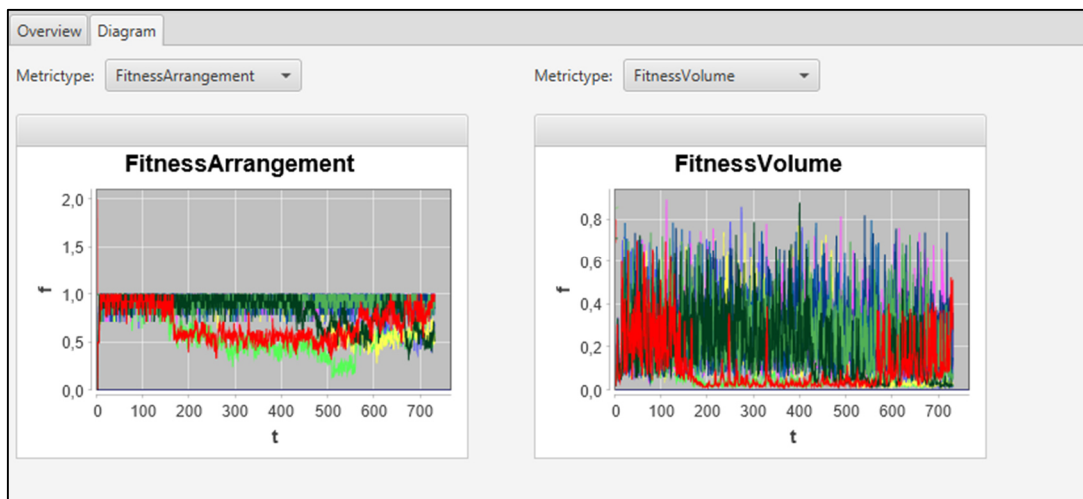 Overview Diagram
Metrictype: FitnessArrangement
Metrictype: FitnessVolume
FitnessArrangement
2,0
1,5
1,0
0,5
0,0
f
0 100 200 300 400 500 600 700
t
FitnessVolume
0,8
0,6
0,4
0,2
0,0
f
0 100 200 300 400 500 600 700
t